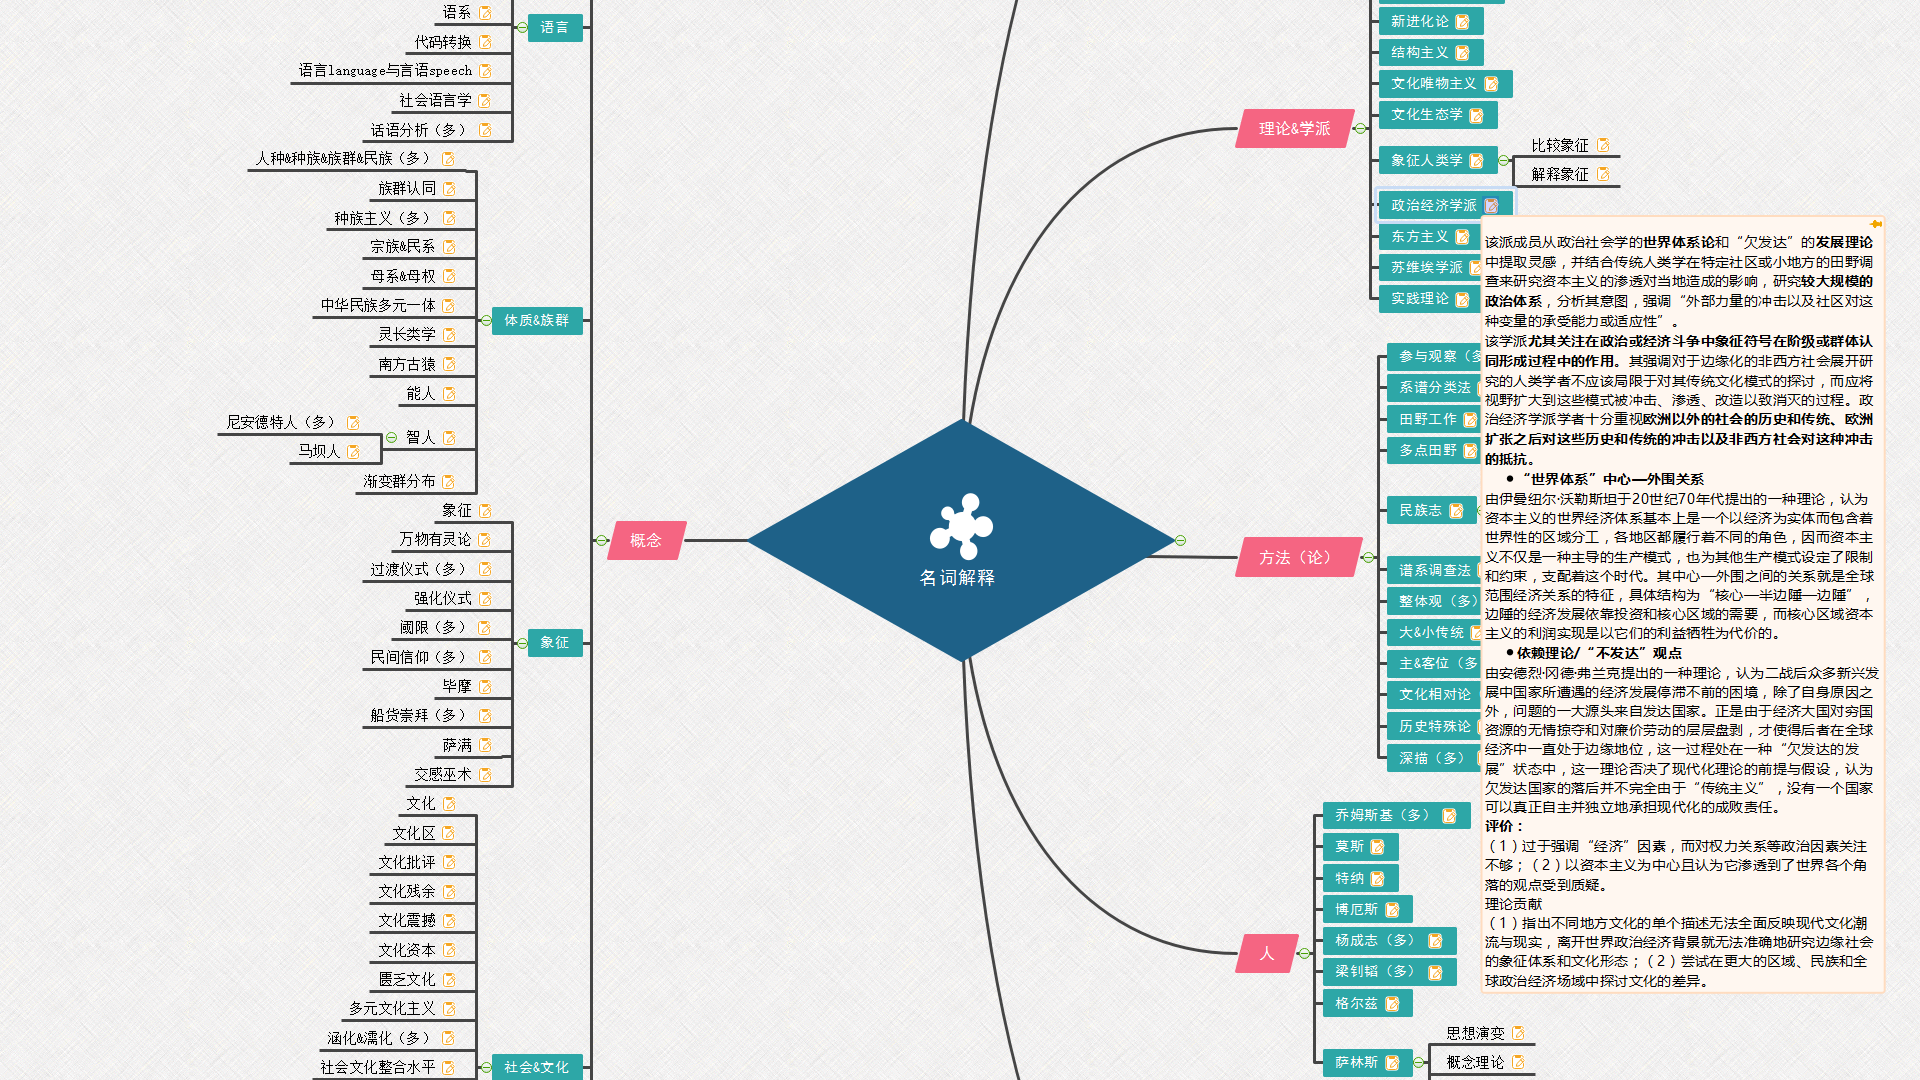 语系
代码转换
语言language与言语speech
社会语言学
话语分析（多）
语言
人种&种族&族群&民族（多）
族群认同
种族主义（多）
宗族&民系
母系&母权
中华民族多元一体
灵长类学
南方古猿
能人
尼安德特人（多）
马坝人
智人
渐变群分布
体质&族群
象征
万物有灵论
过渡仪式（多）
强化仪式
阈限（多）
民间信仰（多）
毕摩
船货崇拜（多）
萨满
交感巫术
象征
文化
文化区
文化批评
文化残余
文化震撼
文化资本
匮乏文化
多元文化主义
涵化&濡化（多）
社会文化整合水平
社会&文化
概念
名词解释
理论&学派
新进化论
结构主义
文化唯物主义
文化生态学
象征人类学
比较象征
解释象征
政治经济学派
东方主义
苏维埃学派
实践理论
方法（论）
参与观察（多
系谱分类法
田野工作
多点田野
民族志
谱系调查法
整体观（多）
大&小传统
主&客位（多
文化相对论
历史特殊论
深描（多）
人
乔姆斯基（多）
莫斯
特纳
博厄斯
杨成志（多）
梁钊韬（多）
格尔兹
萨林斯
思想演变
概念理论
该派成员从政治社会学的世界体系论和“欠发达”的发展理论
中提取灵感，并结合传统人类学在特定社区或小地方的田野调
查来研究资本主义的渗透对当地造成的影响，研究较大规模的
政治体系，分析其意图，强调“外部力量的冲击以及社区对这
种变量的承受能力或适应性”。
该学派尤其关注在政治或经济斗争中象征符号在阶级或群体认
同形成过程中的作用。其强调对于边缘化的非西方社会展开研
究的人类学者不应该局限于对其传统文化模式的探讨，而应将
视野扩大到这些模式被冲击、渗透、改造以致消灭的过程。政
治经济学派学者十分重视欧洲以外的社会的历史和传统、欧洲
扩张之后对这些历史和传统的冲击以及非西方社会对这种冲击
的抵抗。
●“世界体系”中心—外围关系
由伊曼纽尔·沃勒斯坦于20世纪70年代提出的一种理论，认为
资本主义的世界经济体系基本上是一个以经济为实体而包含着
世界性的区域分工，各地区都履行着不同的角色，因而资本主
义不仅是一种主导的生产模式，也为其他生产模式设定了限制
和约束，支配着这个时代。其中心—外围之间的关系就是全球
范围经济关系的特征，具体结构为“核心—半边陲—边陲”，
边陲的经济发展依靠投资和核心区域的需要，而核心区域资本
主义的利润实现是以它们的利益牺牲为代价的。
●依赖理论/“不发达”观点
由安德烈·冈德·弗兰克提出的一种理论，认为二战后众多新兴发
展中国家所遭遇的经济发展停滞不前的困境，除了自身原因之
外，问题的一大源头来自发达国家。正是由于经济大国对穷国
资源的无情掠夺和对廉价劳动的层层盘剥，才使得后者在全球
经济中一直处于边缘地位，这一过程处在一种“欠发达的发
展”状态中，这一理论否决了现代化理论的前提与假设，认为
欠发达国家的落后并不完全由于“传统主义”，没有一个国家
可以真正自主并独立地承担现代化的成败责任。
评价：
（1）过于强调“经济”因素，而对权力关系等政治因素关注
不够；（2）以资本主义为中心且认为它渗透到了世界各个角
落的观点受到质疑。
理论贡献
（1）指出不同地方文化的单个描述无法全面反映现代文化潮
流与现实，离开世界政治经济背景就无法准确地研究边缘社会
的象征体系和文化形态；（2）尝试在更大的区域、民族和全
球政治经济场域中探讨文化的差异。